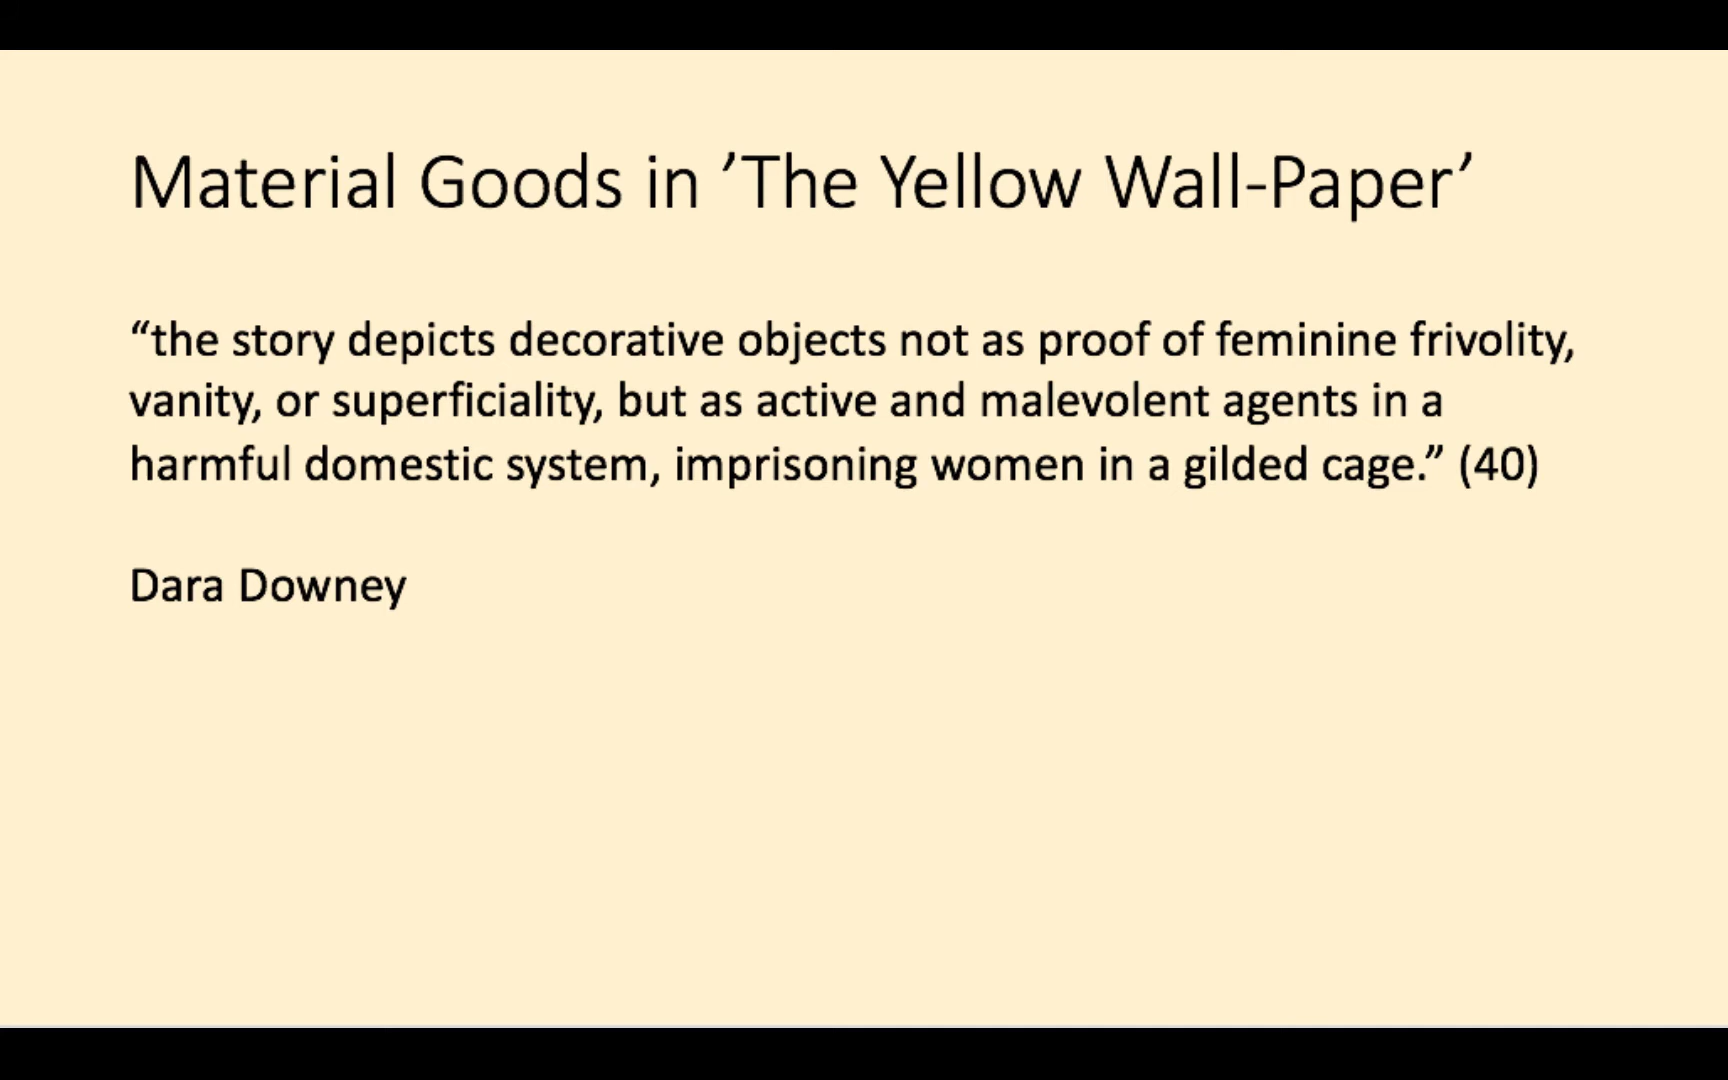 Material Goods in ’The Yellow Wall-Paper’
“the story depicts decorative objects not as proof of feminine frivolity,
vanity, or superficiality, but as active and malevolent agents in a
harmful domestic system, imprisoning women in a gilded cage.” (40)
Dara Downey